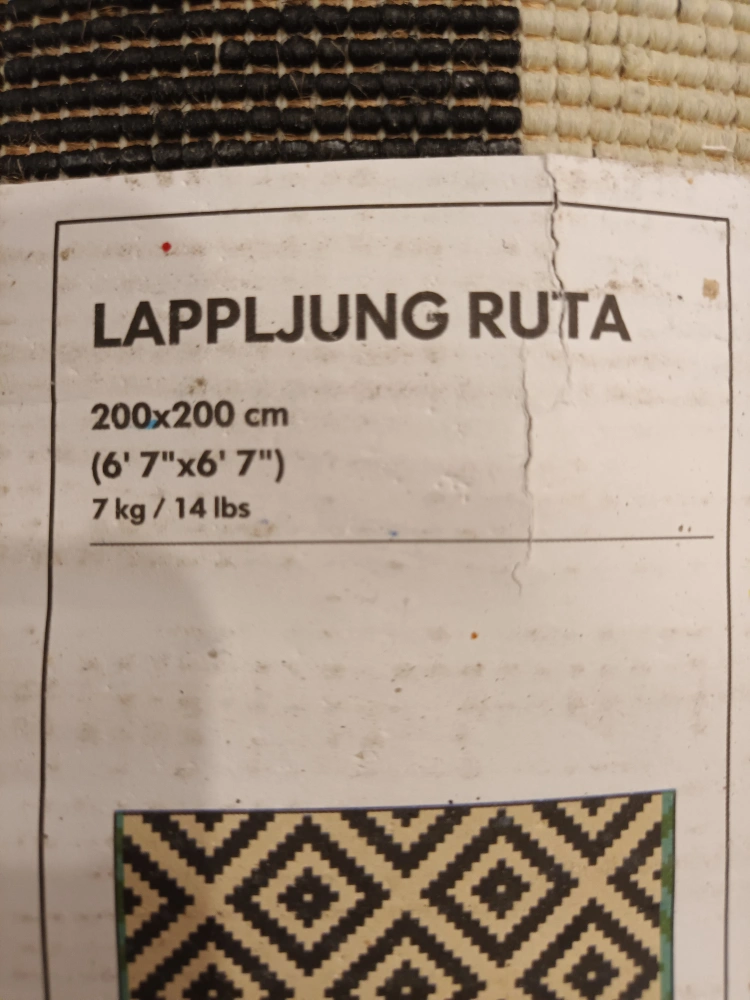 LAPPLJUNG RUTA
200x200 cm
(6' 7"x6' 7")
7 kg / 14 lbs